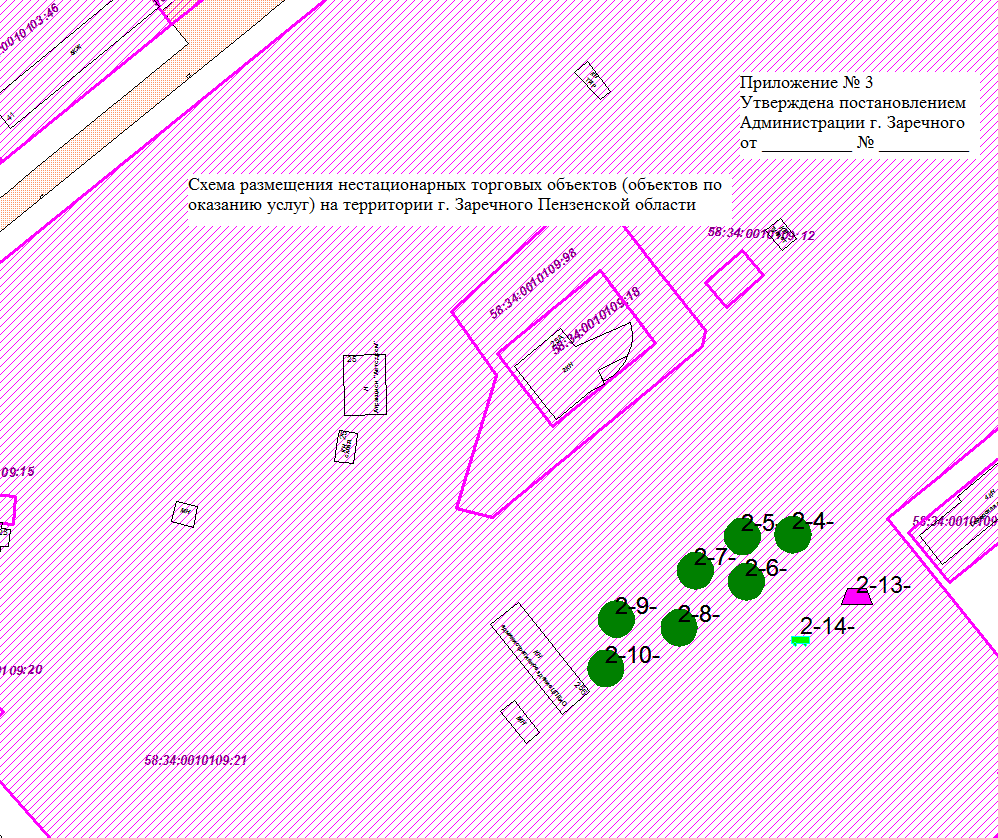 Приложение № 3
Утверждена постановлением
Администрации г. Заречного
от __________ № __________
Схема размещения нестационарных торговых объектов (объектов по
оказанию услуг) на территории г. Заречного Пензенской области
58:34:0010109:12
58:34:0010109:18
25
КН
09:15
МН
58:34:0010109
2-5-
2-4-
2-7-
2-6-
2-13-
2-9-
2-8-
2-14-
2-10-
09:20
58:34:0010109:21